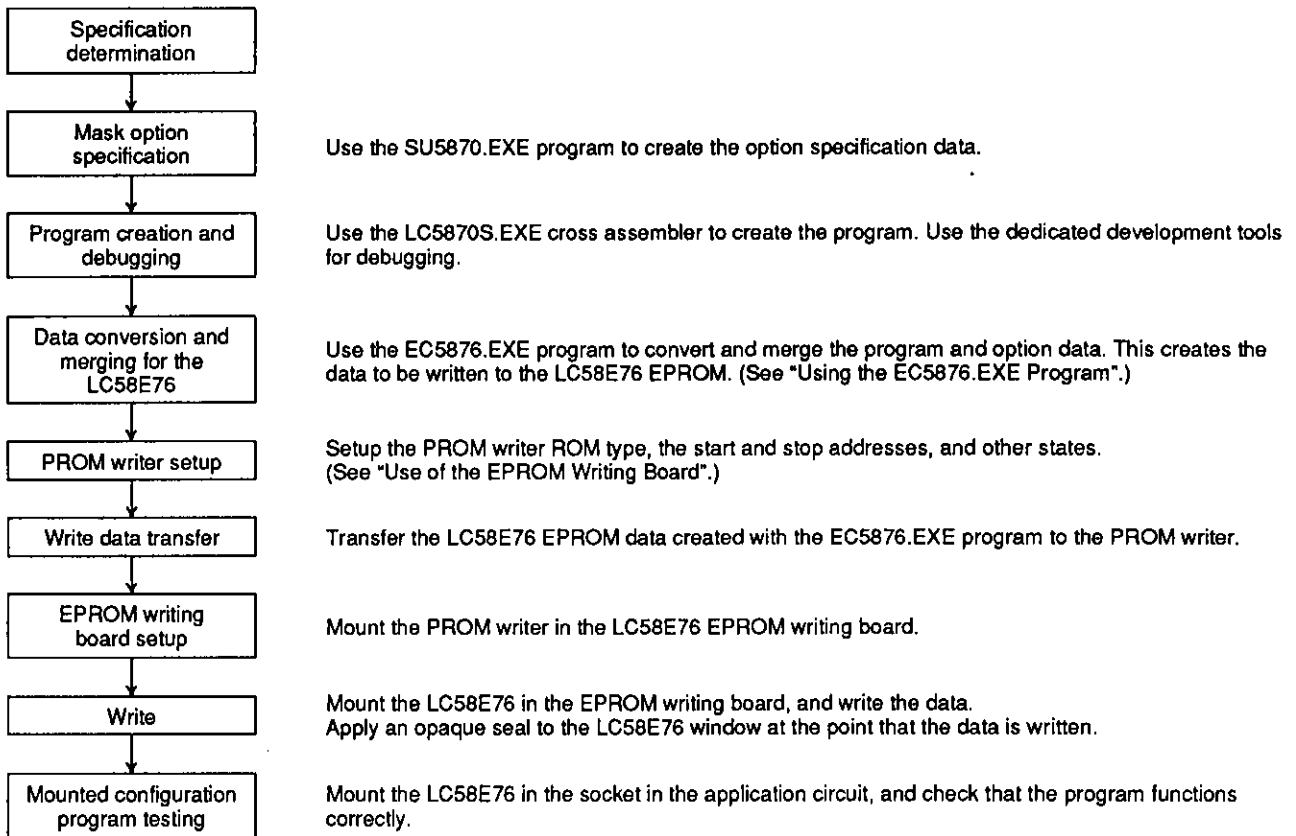 Specification
determination
Mask option
specification
Use the SU5870.EXE program to create the option specification data.
Program creation and
debugging
Use the LC5870S.EXE cross assembler to create the program. Use the dedicated development tools
for debugging.
Data conversion and
merging for the
LC58E76
Use the EC5876.EXE program to convert and merge the program and option data. This creates the
data to be written to the LC58E76 EPROM. (See "Using the EC5876.EXE Program".)
PROM writer setup
Setup the PROM writer ROM type, the start and stop addresses, and other states.
(See "Use of the EPROM Writing Board".)
Write data transfer
Transfer the LC58E76 EPROM data created with the EC5876.EXE program to the PROM writer.
EPROM writing
board setup
Mount the PROM writer in the LC58E76 EPROM writing board.
Write
Mount the LC58E76 in the EPROM writing board, and write the data.
Apply an opaque seal to the LC58E76 window at the point that the data is written.
Mounted configuration
program testing
Mount the LC58E76 in the socket in the application circuit, and check that the program functions
correctly.